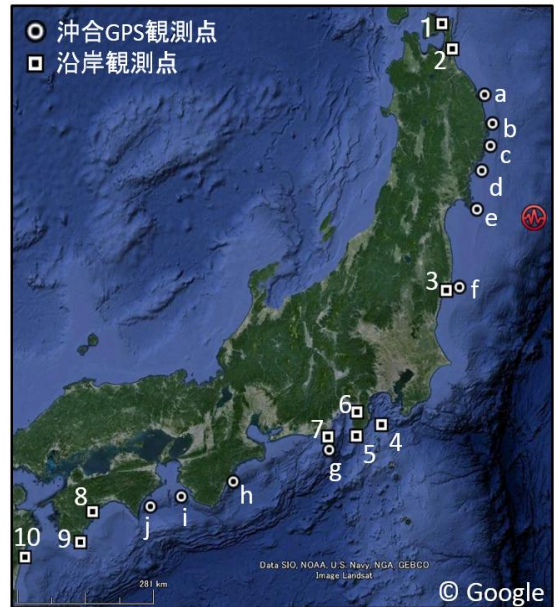 沖合GPS観測点
沿岸観測点
1
2
a
b
c
d
e
3
f
6
4
7
5
g
h
8
i
j
10
9
Data SIO, NOAA, U.S. Navy, NGA, GEBCO
Image Landsat
281 km
© Google